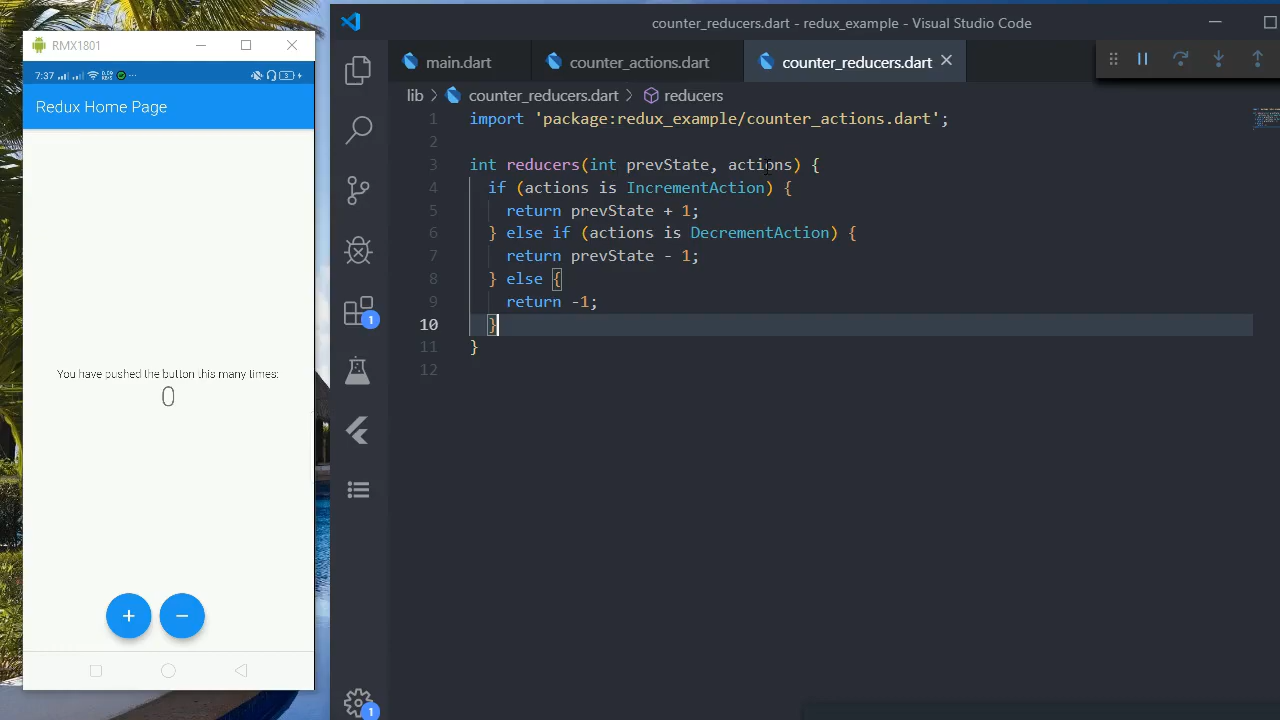 RMX1801
7:37
Redux Home Page
You have pushed the button this many times:
0
+ −
counter_reducers.dart - redux_example - Visual Studio Code
main.dart counter_actions.dart counter_reducers.dart
lib > counter_reducers.dart > reducers
1 import 'package:redux_example/counter_actions.dart';
2
3 int reducers(int prevState, actions) {
4 if (actions is IncrementAction) {
5 return prevState + 1;
6 } else if (actions is DecrementAction) {
7 return prevState - 1;
8 } else {
9 return -1;
10 }
11 }
12
1
1